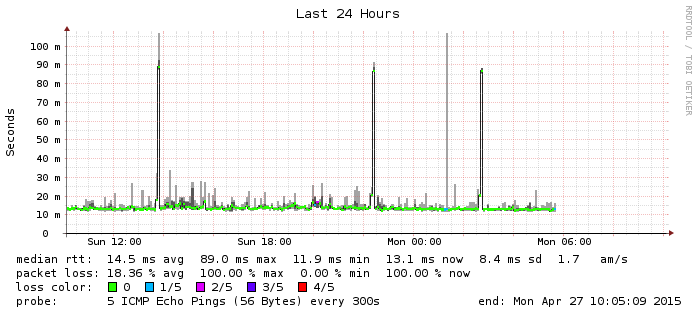 Last 24 Hours
RRDTOOL / TOBI OETIKER
Seconds
100 m
90 m
80 m
70 m
60 m
50 m
40 m
30 m
20 m
10 m
0
Sun 12:00 Sun 18:00 Mon 00:00 Mon 06:00
median rtt: 14.5 ms avg 89.0 ms max 11.9 ms min 13.1 ms now 8.4 ms sd 1.7 am/s
packet loss: 18.36 % avg 100.00 % max 0.00 % min 100.00 % now
loss color: 0 1/5 2/5 3/5 4/5
probe: 5 ICMP Echo Pings (56 Bytes) every 300s end: Mon Apr 27 10:05:09 2015